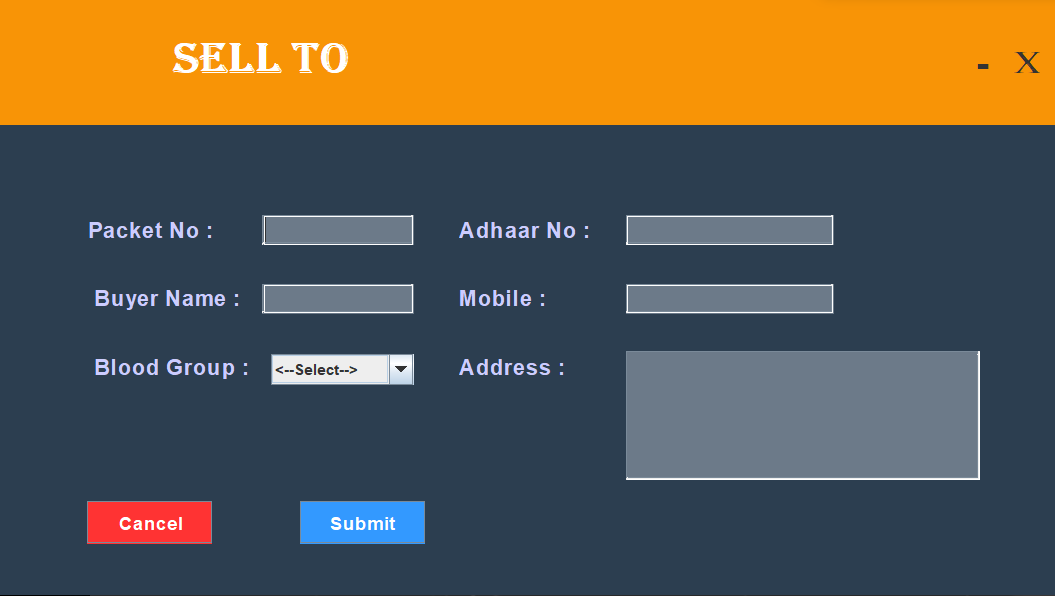 SELL TO
- X
Packet No : Adhaar No :
Buyer Name : Mobile :
Blood Group : <--Select--> Address :
Cancel Submit